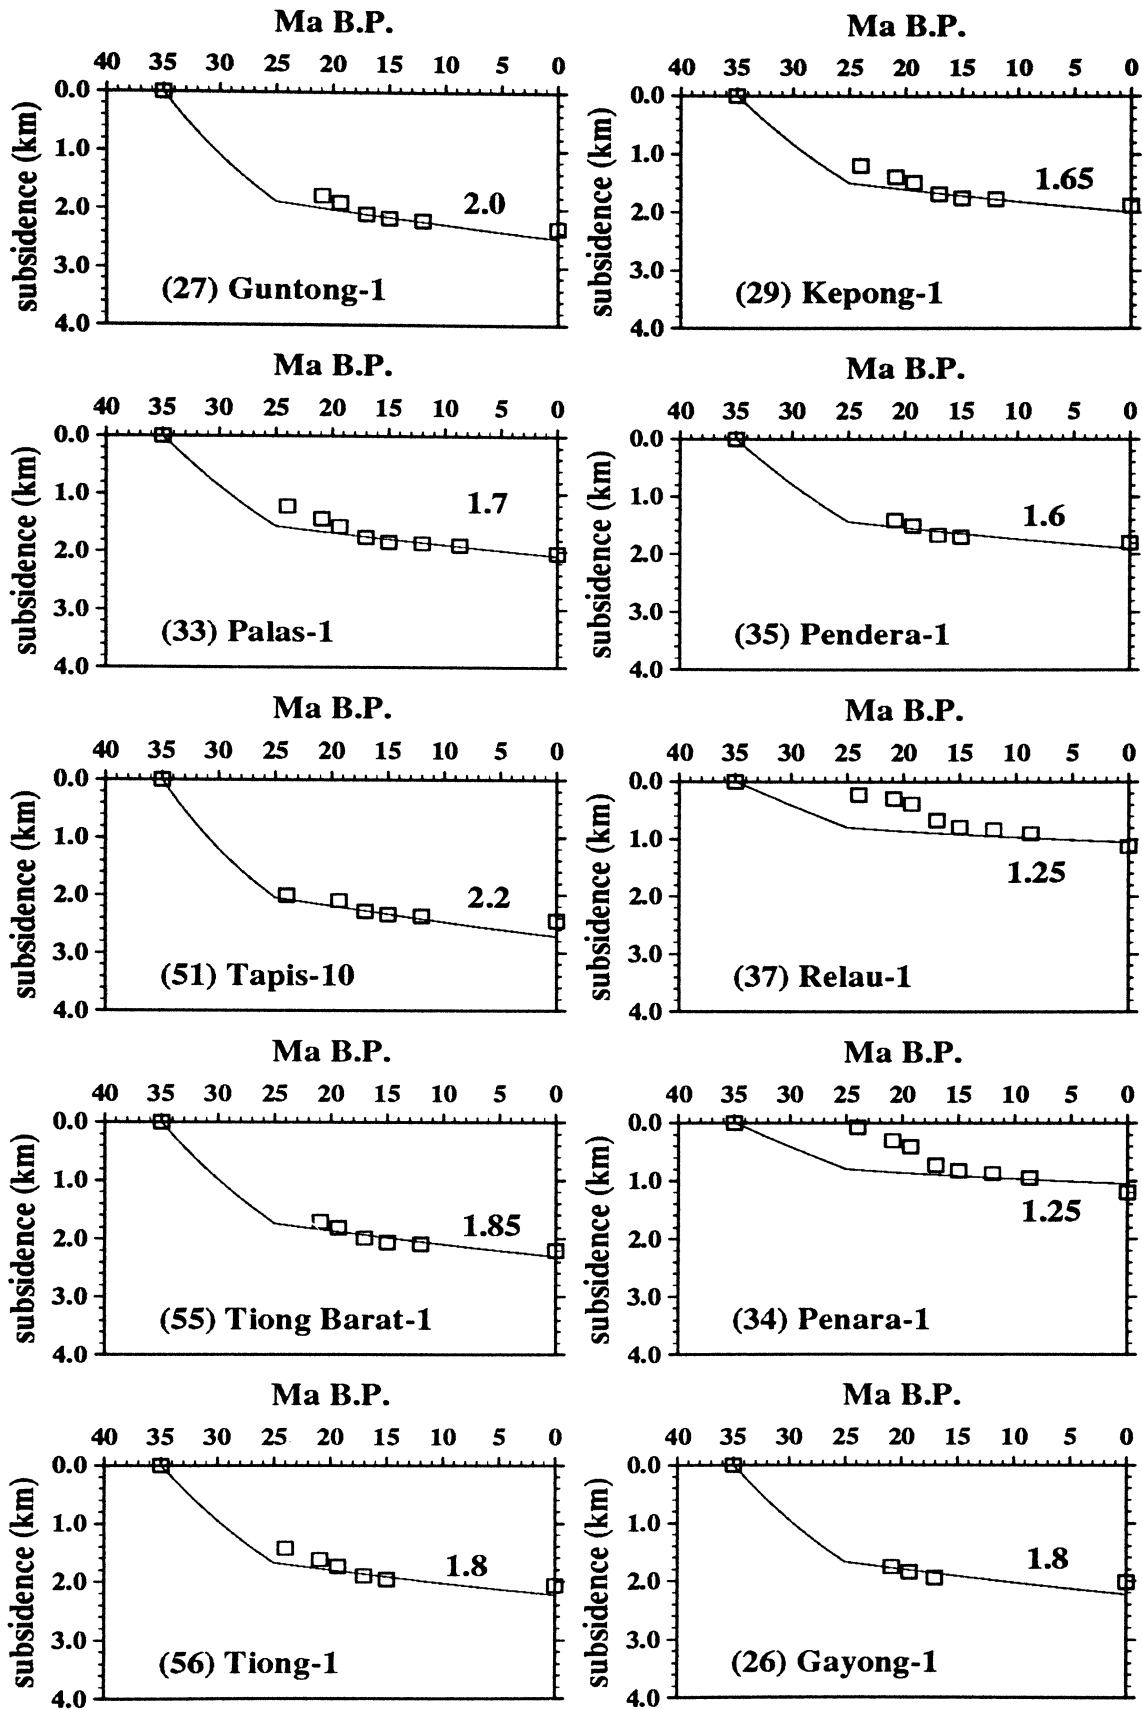 Ma B.P.
40 35 30 25 20 15 10 5 0
0.0
1.0
2.0
3.0
4.0
subsidence (km)
2.0
(27) Guntong-1
Ma B.P.
40 35 30 25 20 15 10 5 0
0.0
1.0
2.0
3.0
4.0
subsidence (km)
1.65
(29) Kepong-1
Ma B.P.
40 35 30 25 20 15 10 5 0
0.0
1.0
2.0
3.0
4.0
subsidence (km)
1.7
(33) Palas-1
Ma B.P.
40 35 30 25 20 15 10 5 0
0.0
1.0
2.0
3.0
4.0
subsidence (km)
1.6
(35) Pendera-1
Ma B.P.
40 35 30 25 20 15 10 5 0
0.0
1.0
2.0
3.0
4.0
subsidence (km)
2.2
(51) Tapis-10
Ma B.P.
40 35 30 25 20 15 10 5 0
0.0
1.0
2.0
3.0
4.0
subsidence (km)
1.25
(37) Relau-1
Ma B.P.
40 35 30 25 20 15 10 5 0
0.0
1.0
2.0
3.0
4.0
subsidence (km)
1.85
(55) Tiong Barat-1
Ma B.P.
40 35 30 25 20 15 10 5 0
0.0
1.0
2.0
3.0
4.0
subsidence (km)
1.25
(34) Penara-1
Ma B.P.
40 35 30 25 20 15 10 5 0
0.0
1.0
2.0
3.0
4.0
subsidence (km)
1.8
(56) Tiong-1
Ma B.P.
40 35 30 25 20 15 10 5 0
0.0
1.0
2.0
3.0
4.0
subsidence (km)
1.8
(26) Gayong-1